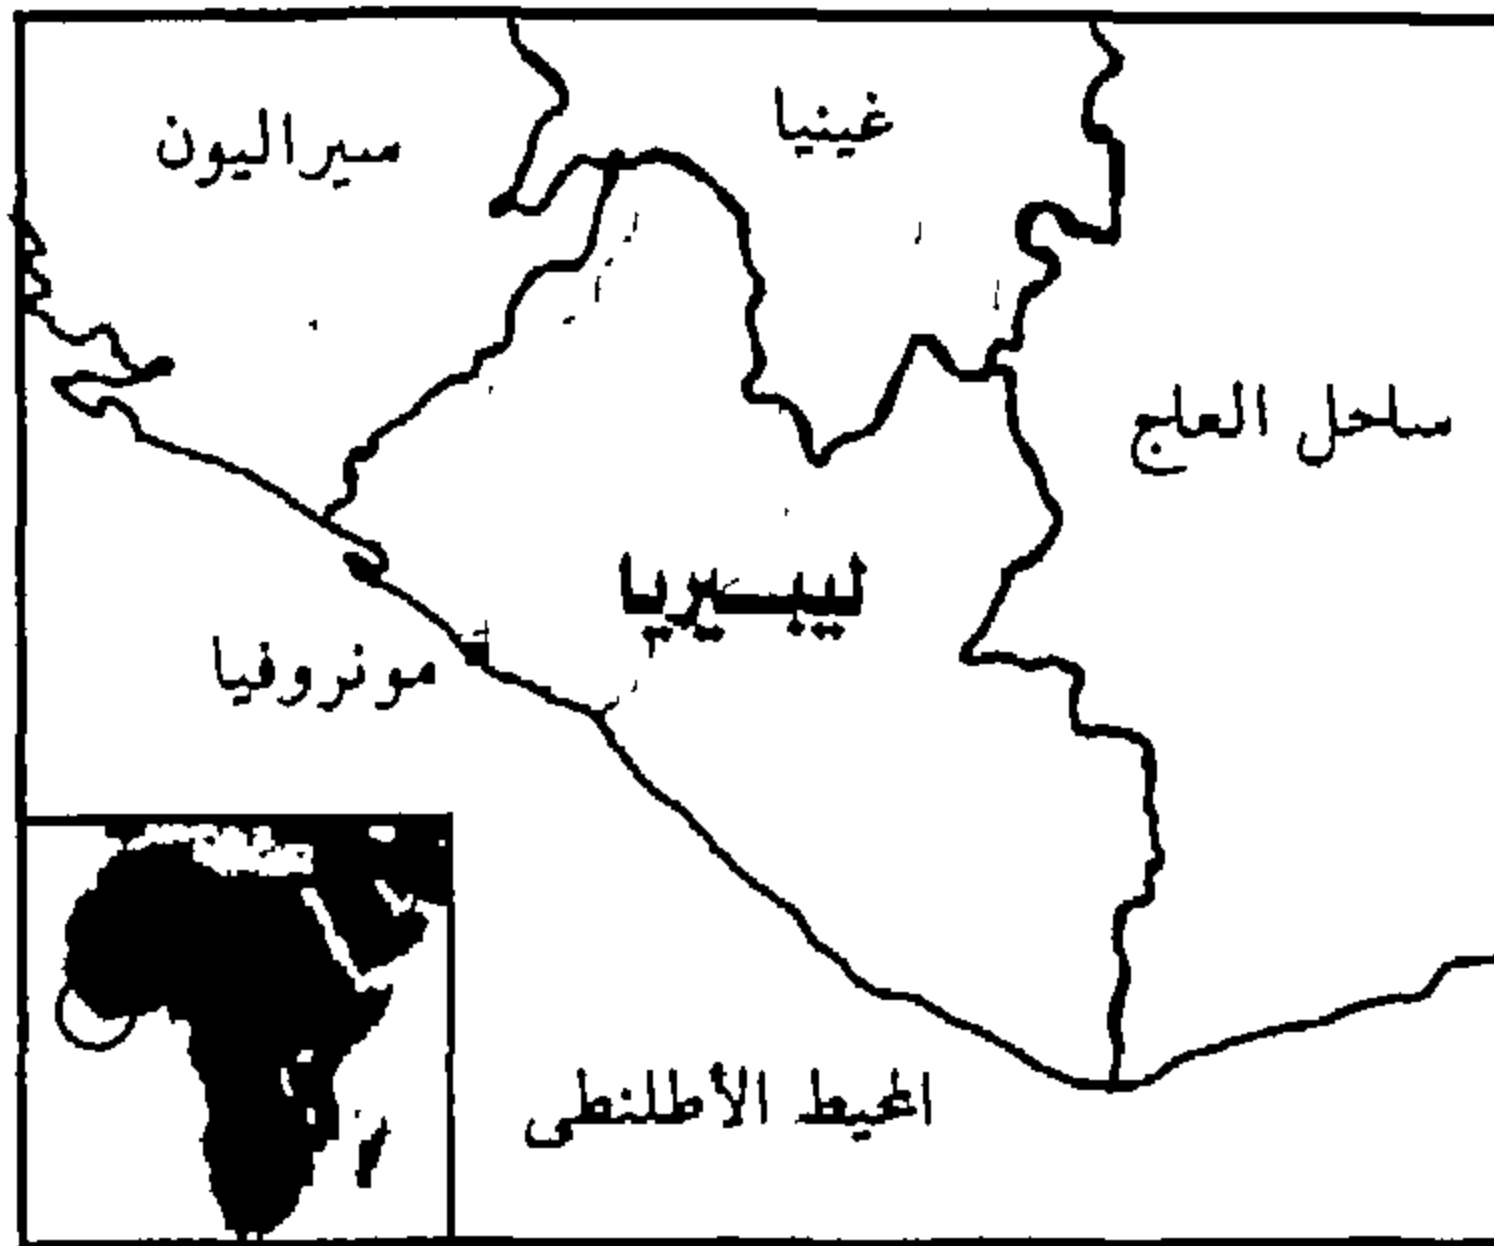 غينيا
سيراليون
ساحل العاج
ليبيريا
مونروفيا
المحيط الأطلنطى